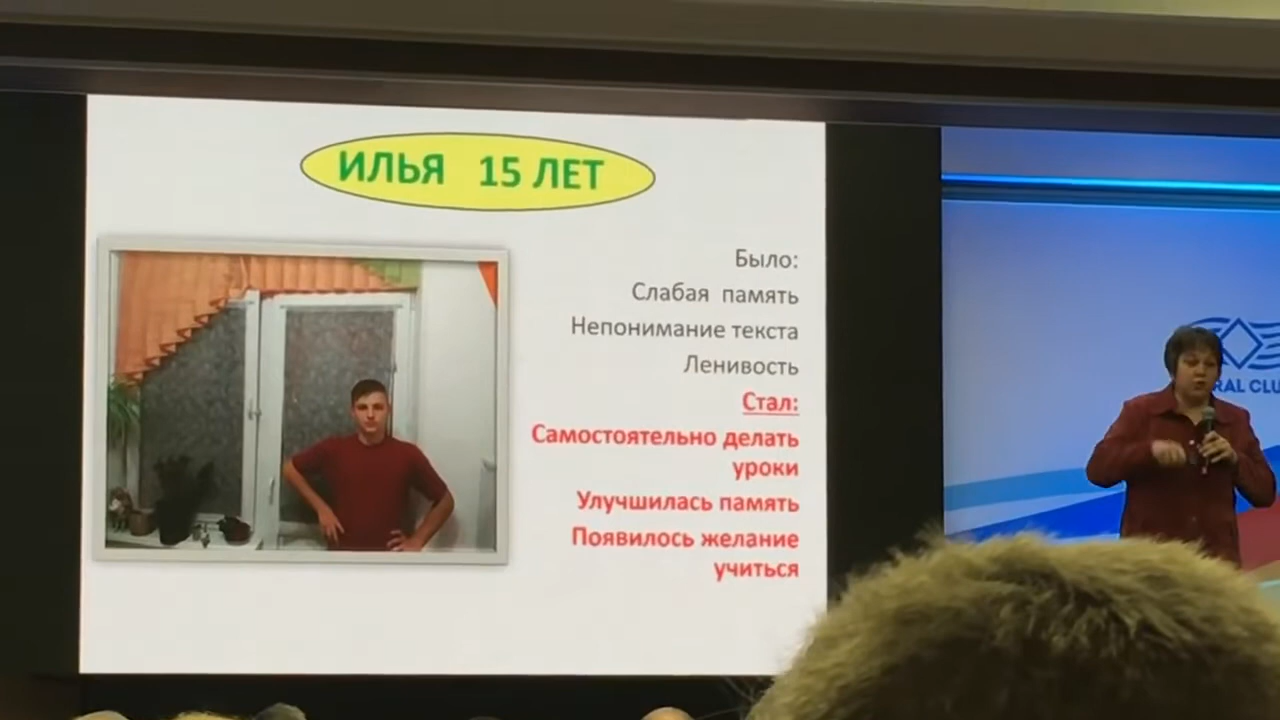 ИЛЬЯ 15 ЛЕТ
Было:
Слабая память
Непонимание текста
Ленивость
Стал:
Самостоятельно делать
уроки
Улучшилась память
Появилось желание
учиться